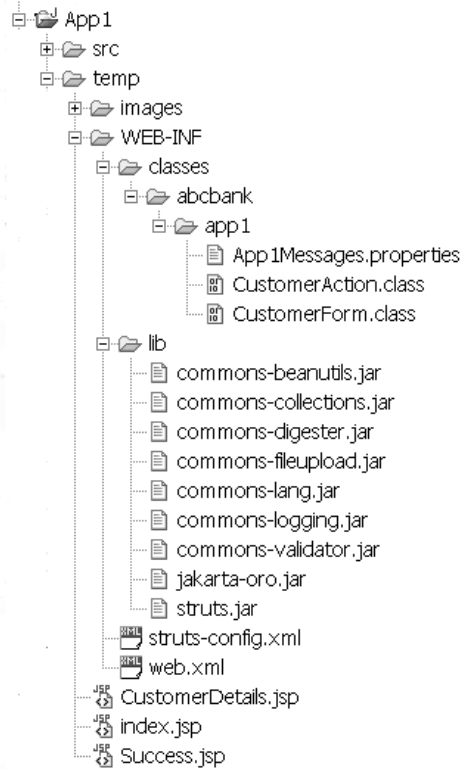 App1
src
temp
images
WEB-INF
classes
abcbank
app1
App1Messages.properties
CustomerAction.class
CustomerForm.class
lib
commons-beanutils.jar
commons-collections.jar
commons-digester.jar
commons-fileupload.jar
commons-lang.jar
commons-logging.jar
commons-validator.jar
jakarta-oro.jar
struts.jar
struts-config.xml
web.xml
CustomerDetails.jsp
index.jsp
Success.jsp